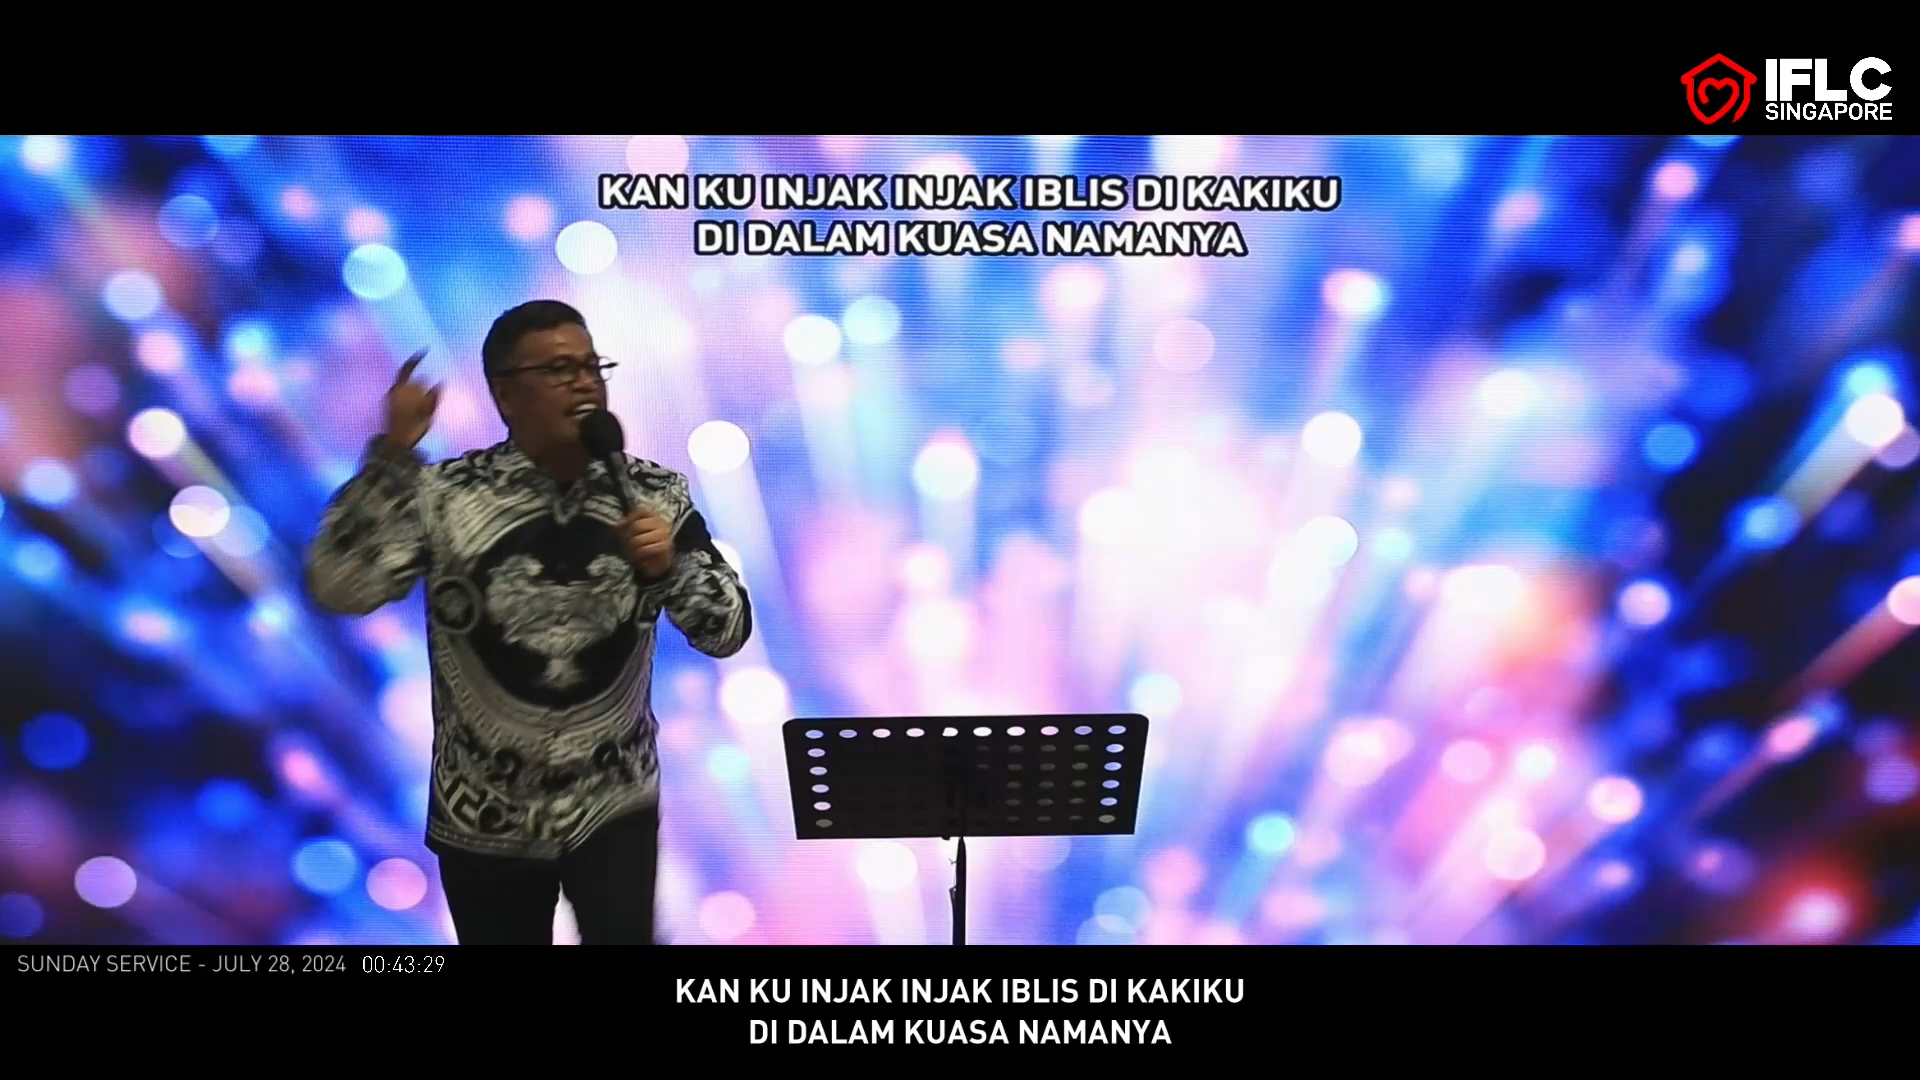 IFLC
SINGAPORE
KAN KU INJAK INJAK IBLIS DI KAKIKU
DI DALAM KUASA NAMANYA
SUNDAY SERVICE - JULY 28, 2024 00:43:29
KAN KU INJAK INJAK IBLIS DI KAKIKU
DI DALAM KUASA NAMANYA